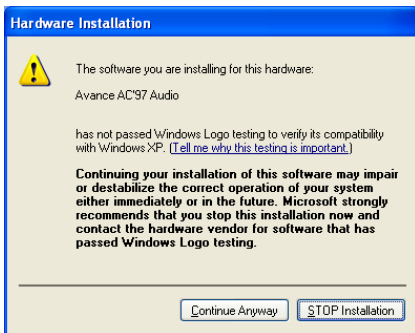 Hardware Installation
The software you are installing for this hardware:
Avance AC'97 Audio
has not passed Windows Logo testing to verify its compatibility
with Windows XP. (Tell me why this testing is important.)
Continuing your installation of this software may impair
or destabilize the correct operation of your system
either immediately or in the future. Microsoft strongly
recommends that you stop this installation now and
contact the hardware vendor for software that has
passed Windows Logo testing.
Continue Anyway
STOP Installation